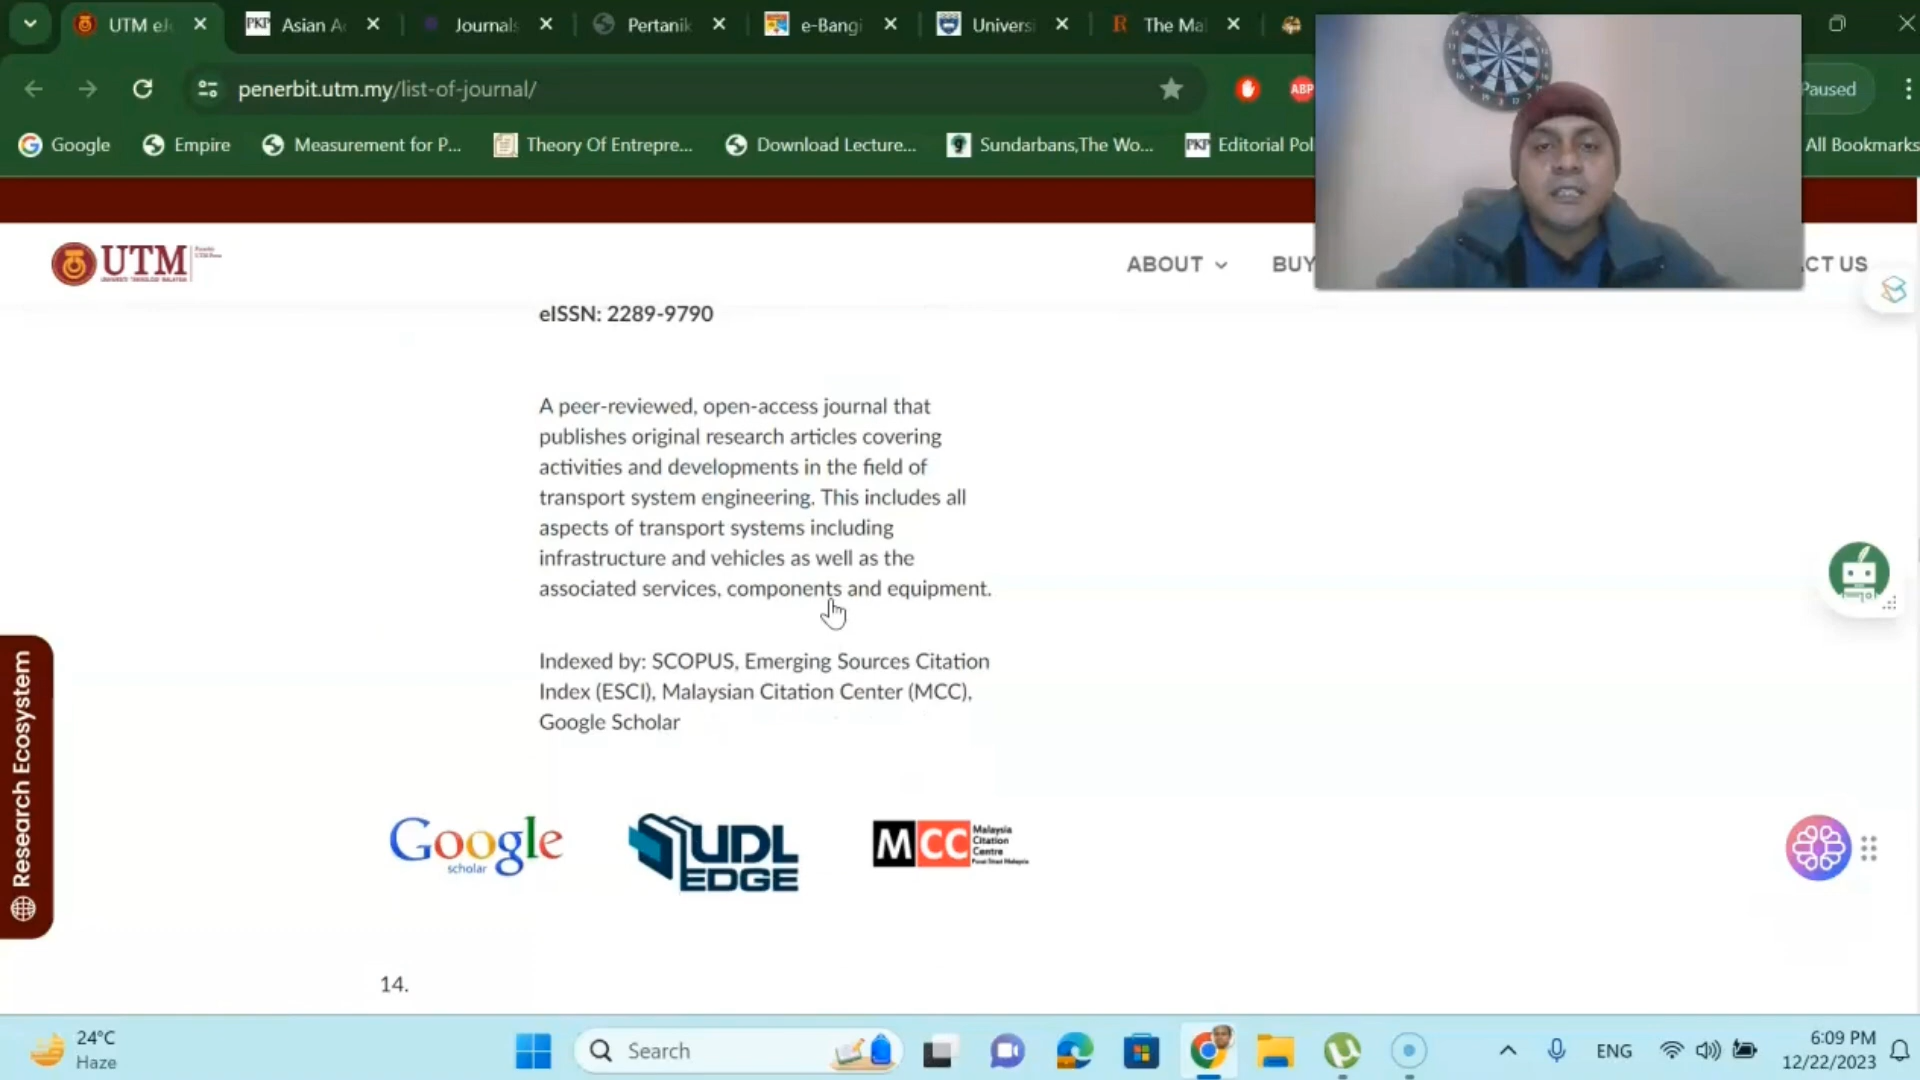 UTM eJ
Asian A
Journals
Pertanik
e-Bangi
Univers
The Ma
penerbit.utm.my/list-of-journal/
ABP
Paused
Google
Empire
Measurement for P...
Theory Of Entrepre...
Download Lecture...
Sundarbans,The Wo...
PKP Editorial Pol
All Bookmarks
UTM
UNIVERSITI TEKNOLOGI MALAYSIA
ABOUT
BUY
CT US
eISSN: 2289-9790
A peer-reviewed, open-access journal that
publishes original research articles covering
activities and developments in the field of
transport system engineering. This includes all
aspects of transport systems including
infrastructure and vehicles as well as the
associated services, components and equipment.
Indexed by: SCOPUS, Emerging Sources Citation
Index (ESCI), Malaysian Citation Center (MCC),
Google Scholar
Research Ecosystem
Google
scholar
UDL
EDGE
MCC
Malaysia
Citation
Centre
14.
24°C
Haze
Search
ENG
6:09 PM
12/22/2023